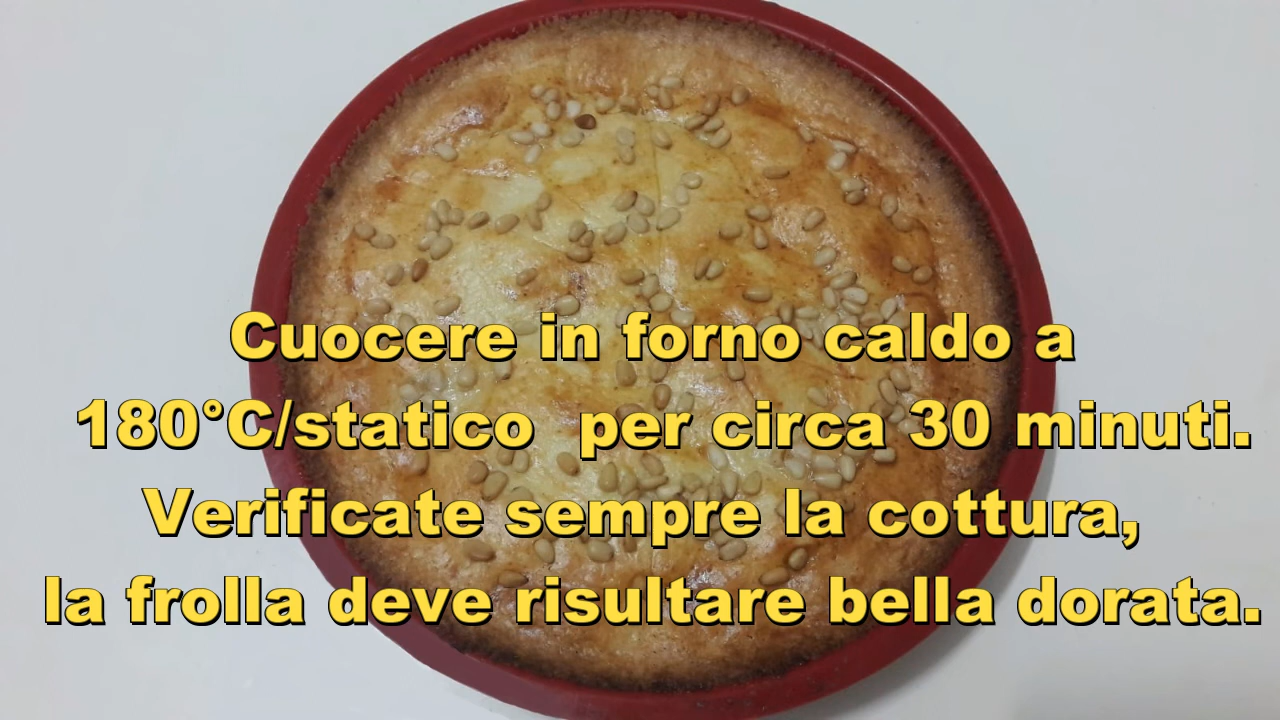 Cuocere in forno caldo a
180°C/statico per circa 30 minuti.
Verificate sempre la cottura,
la frolla deve risultare bella dorata.